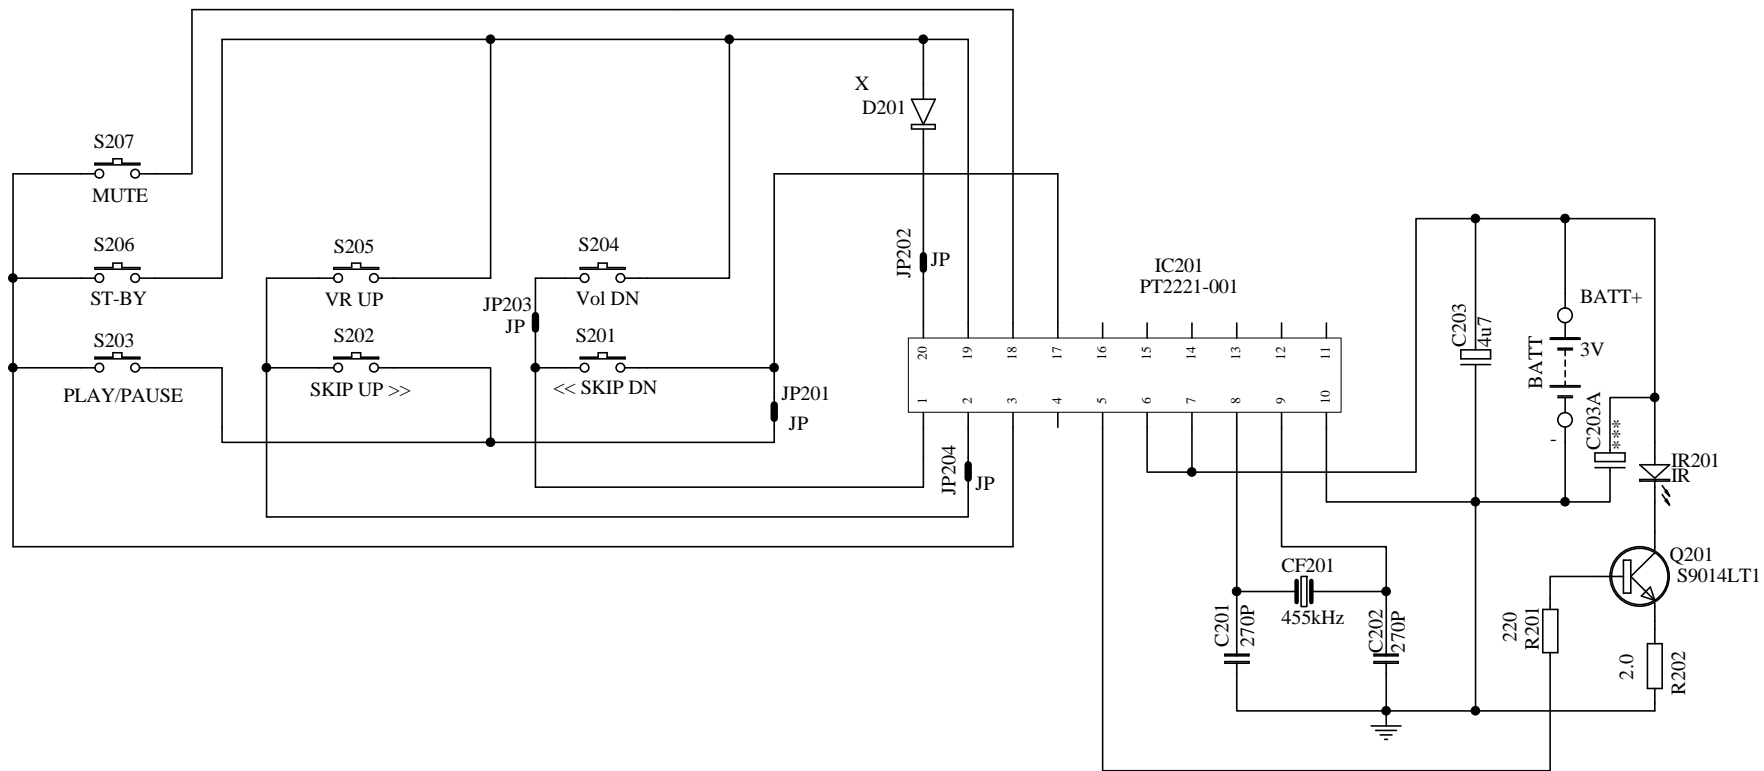 X
D201
S207
MUTE
S206
ST-BY
S205
VR UP
S204
Vol DN
JP202
JP
IC201
PT2221-001
BATT+
C203
4u7
3V
BATT
-
JP203
JP
S203
PLAY/PAUSE
S202
SKIP UP >>
S201
<< SKIP DN
JP201
JP
20 19 18 17 16 15 14 13 12 11
1 2 3 4 5 6 7 8 9 10
C203A
***
JP204
JP
IR201
IR
Q201
S9014LT1
CF201
455kHz
C201
270P
C202
270P
220
R201
2.0
R202